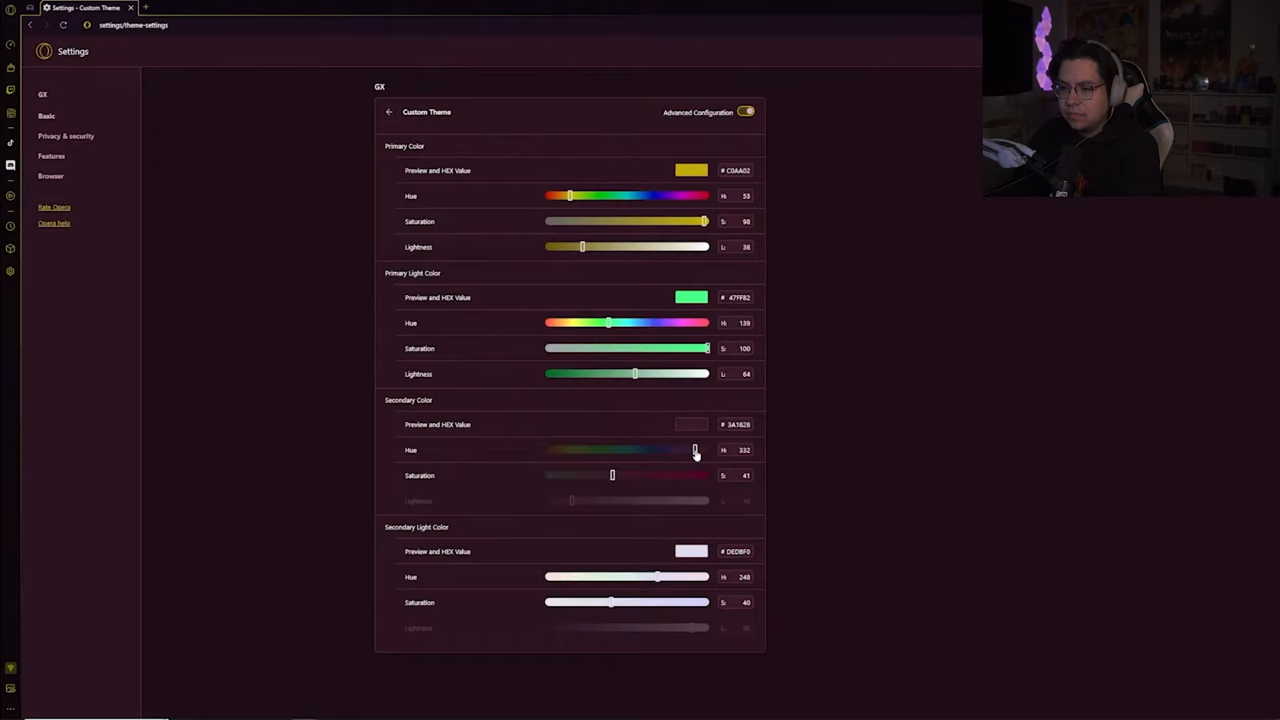 Settings - Custom Theme
settings/theme-settings
Settings
GX
Basic
Privacy & security
Features
Browser
Rate Opera
Opera help
GX
Custom Theme
Advanced Configuration
Primary Color
Preview and HEX Value
# C0AA02
Hue
H: 53
Saturation
S: 98
Lightness
L: 38
Primary Light Color
Preview and HEX Value
# 47FF82
Hue
H: 139
Saturation
S: 100
Lightness
L: 64
Secondary Color
Preview and HEX Value
# 3A1828
Hue
H: 332
Saturation
S: 41
Lightness
Secondary Light Color
Preview and HEX Value
# DEDBF0
Hue
H: 248
Saturation
S: 40
Lightness